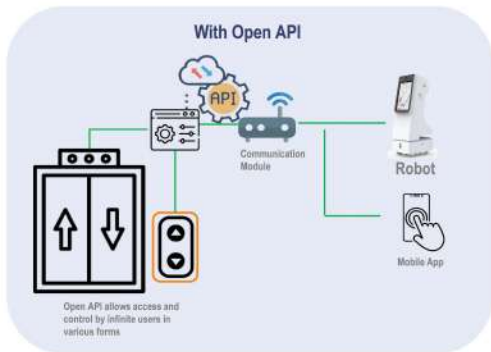 With Open API
API
Communication
Module
Robot
Mobile App
Open API allows access and
control by infinite users in
various forms